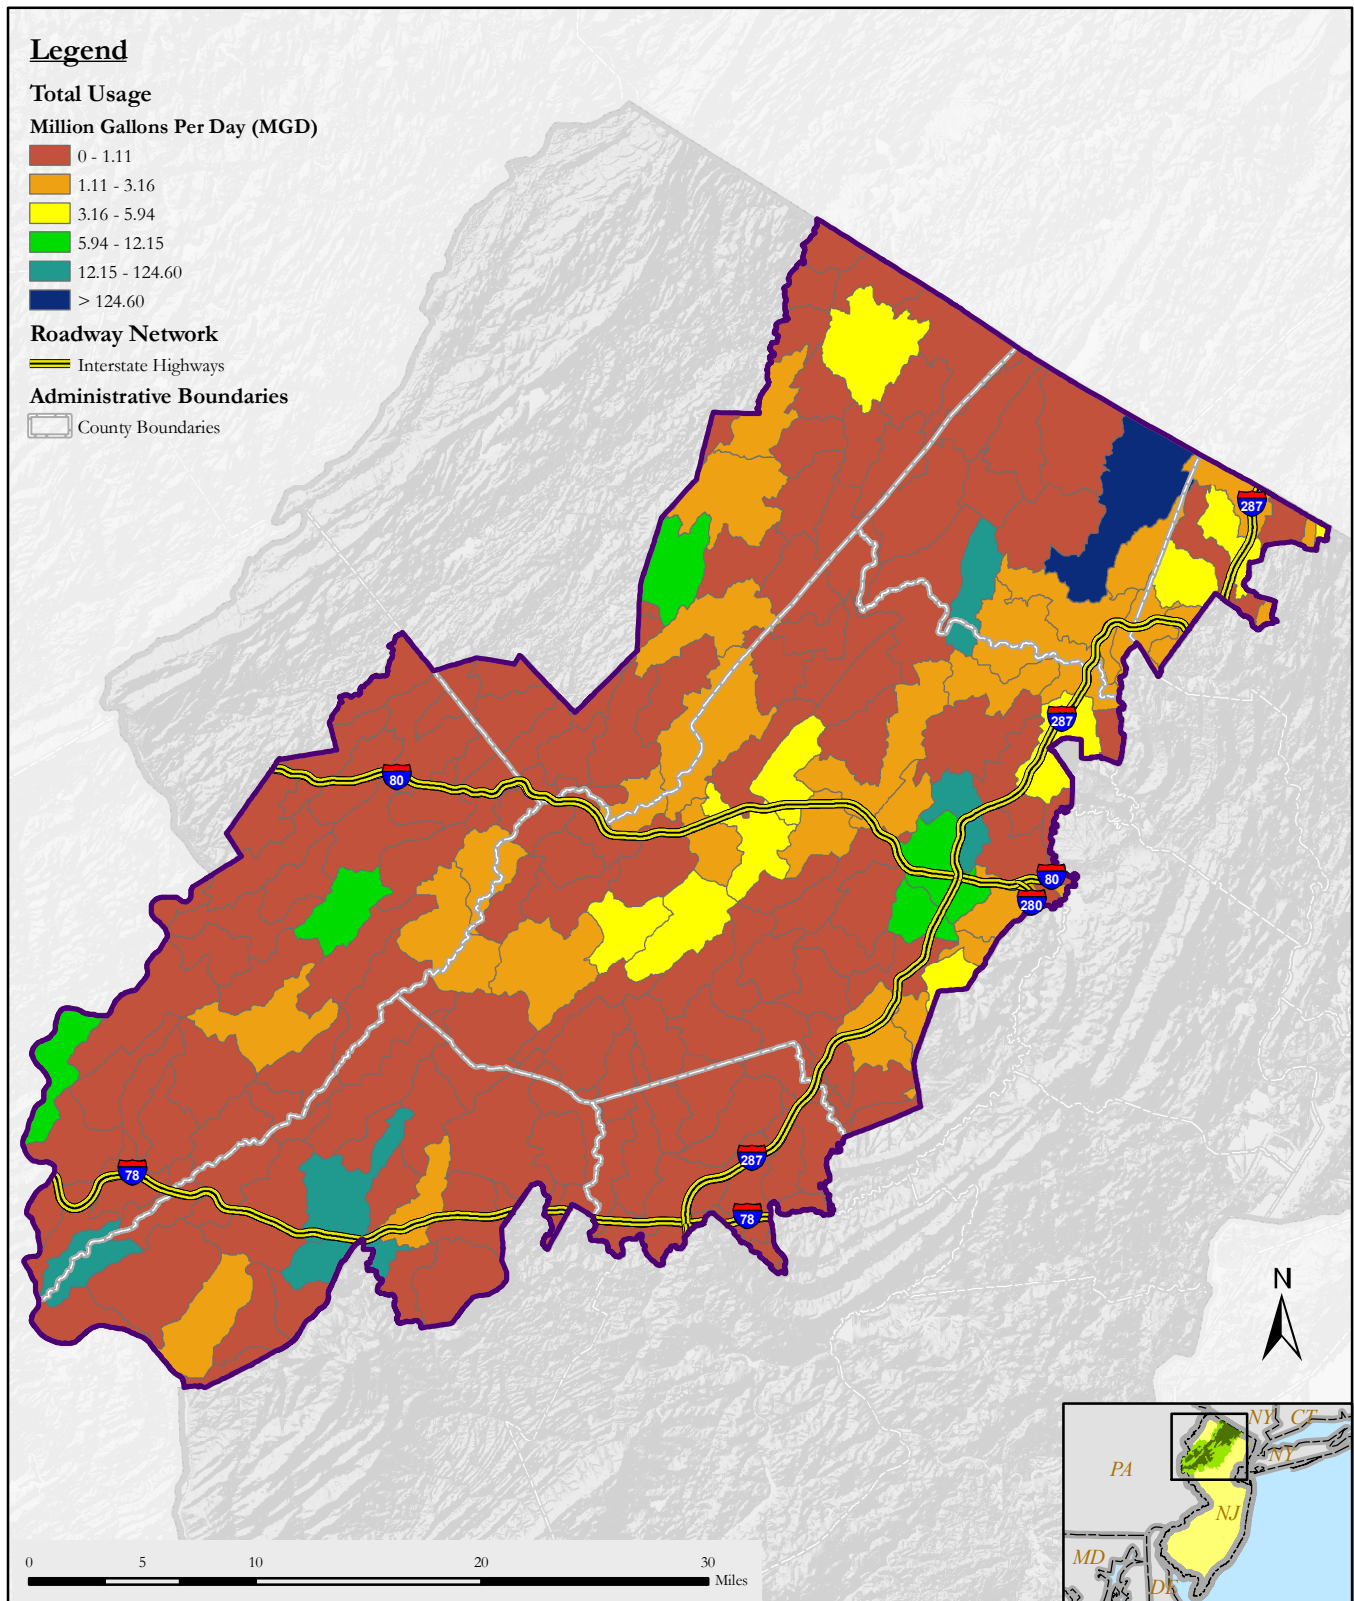 Legend
Total Usage
Million Gallons Per Day (MGD)
0 - 1.11
1.11 - 3.16
3.16 - 5.94
5.94 - 12.15
12.15 - 124.60
> 124.60
Roadway Network
Interstate Highways
Administrative Boundaries
County Boundaries
287
287
80
80
280
287
78
78
N
NY
CT
NY
PA
NJ
MD
DE
0
5
10
20
30
Miles